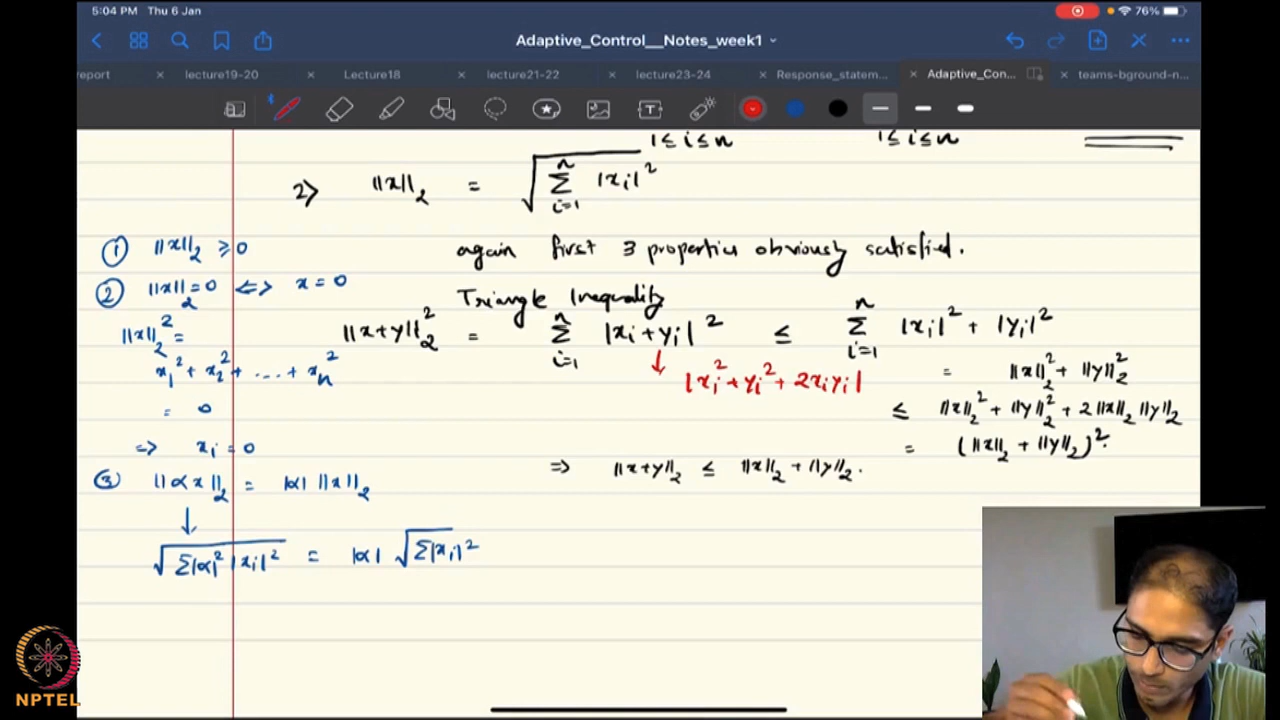 5:04 PM Thu 6 Jan
76%
Adaptive_Control__Notes_week1
report
lecture19-20
Lecture18
lecture21-22
lecture23-24
Response_statem...
Adaptive_Con...
teams-bground-n...
1 ≤ i ≤ n 1 ≤ i ≤ n
2> ||x||₂ = √ Σ_{i=1}^{n} |xᵢ|²
① ||x||₂ ≥ 0
again first 3 properties obviously satisfied.
② ||x||₂ = 0 <=> x = 0
Triangle Inequality
||x||₂² =
x₁² + x₂² + .... + xₙ²
= 0
=> xᵢ = 0
||x+y||₂² = Σ_{i=1}^{n} |xᵢ + yᵢ|² ≤ Σ_{i=1}^{n} |xᵢ|² + |yᵢ|²
↓ |xᵢ² + yᵢ² + 2xᵢyᵢ|
= ||x||₂² + ||y||₂²
≤ ||x||₂² + ||y||₂² + 2||x||₂ ||y||₂
= (||x||₂ + ||y||₂)².
=> ||x+y||₂ ≤ ||x||₂ + ||y||₂.
③ ||αx||₂ = |α| ||x||₂
↓
√ Σ|α|² |xᵢ|² = |α| √ Σ|xᵢ|²
NPTEL